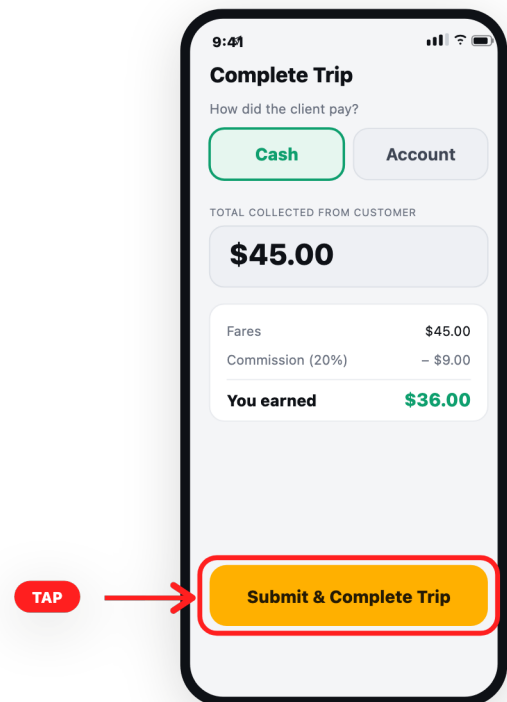 9:41
Complete Trip
How did the client pay?
Cash Account
TOTAL COLLECTED FROM CUSTOMER
$45.00
Fares $45.00
Commission (20%) – $9.00
You earned $36.00
TAP Submit & Complete Trip